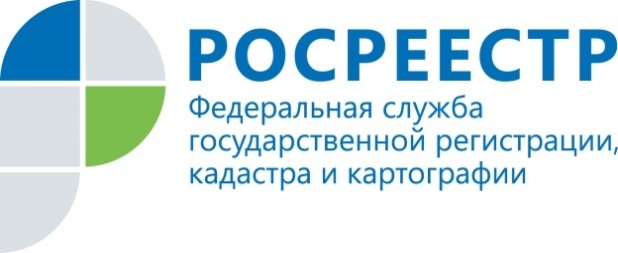 РОСРЕЕСТР
Федеральная служба
государственной регистрации,
кадастра и картографии